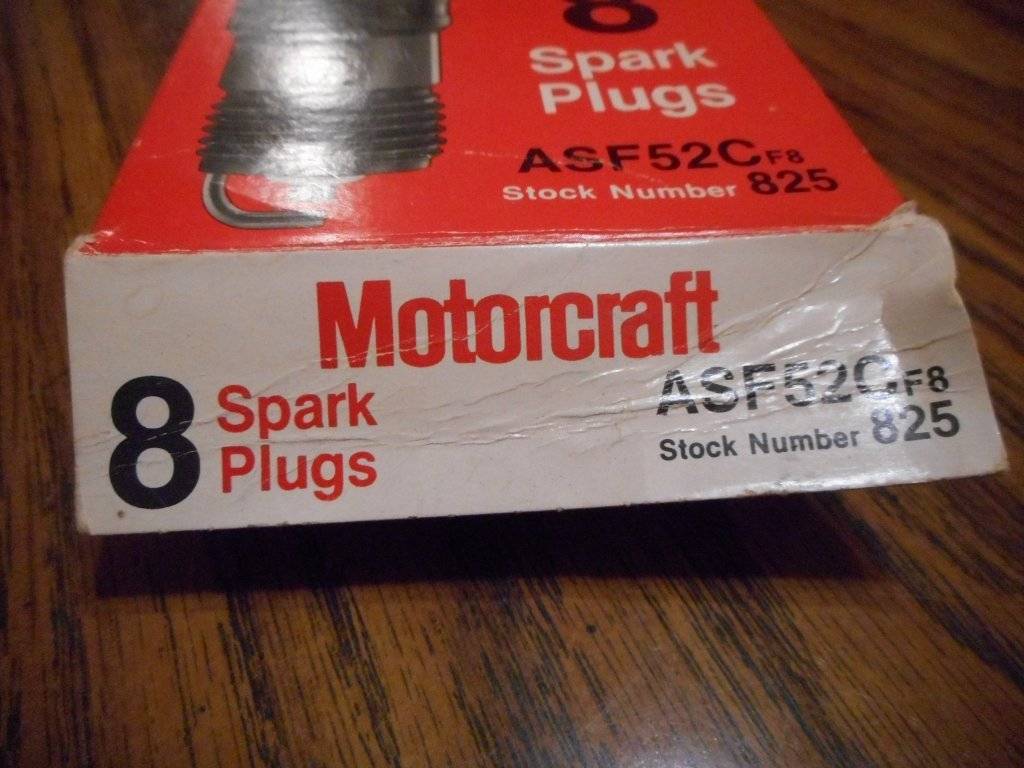 8
Spark
Plugs
ASF52C F8
Stock Number 825
Motorcraft
8 Spark
Plugs
ASF52C F8
Stock Number 825